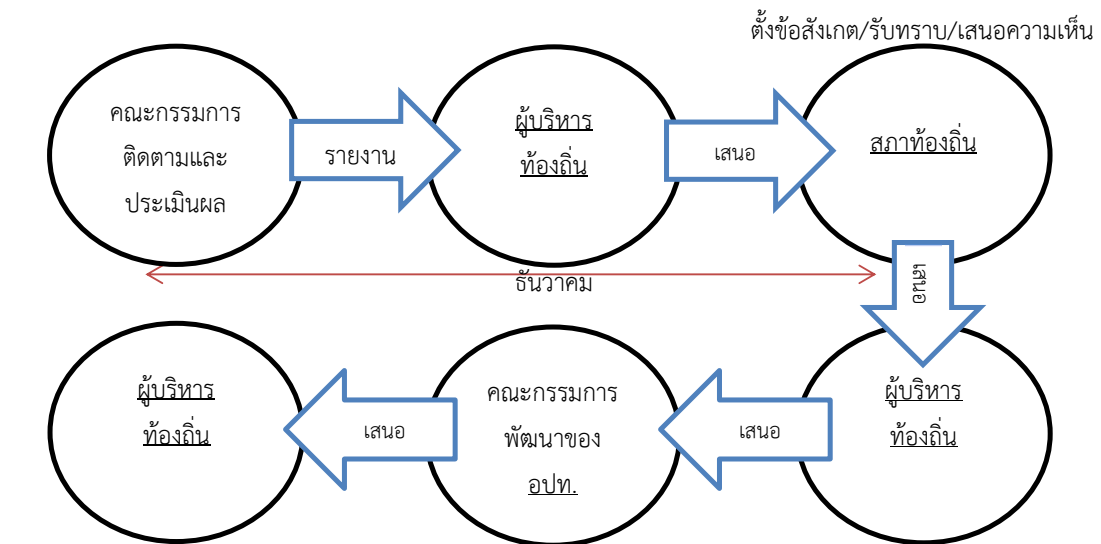 ตั้งข้อสังเกต/รับทราบ/เสนอความเห็น
คณะกรรมการ
ติดตามและ
ประเมินผล
รายงาน
ผู้บริหาร
ท้องถิ่น
เสนอ
สภาท้องถิ่น
ธันวาคม
เสนอ
ผู้บริหาร
ท้องถิ่น
เสนอ
คณะกรรมการ
พัฒนาของ
อปท.
เสนอ
ผู้บริหาร
ท้องถิ่น